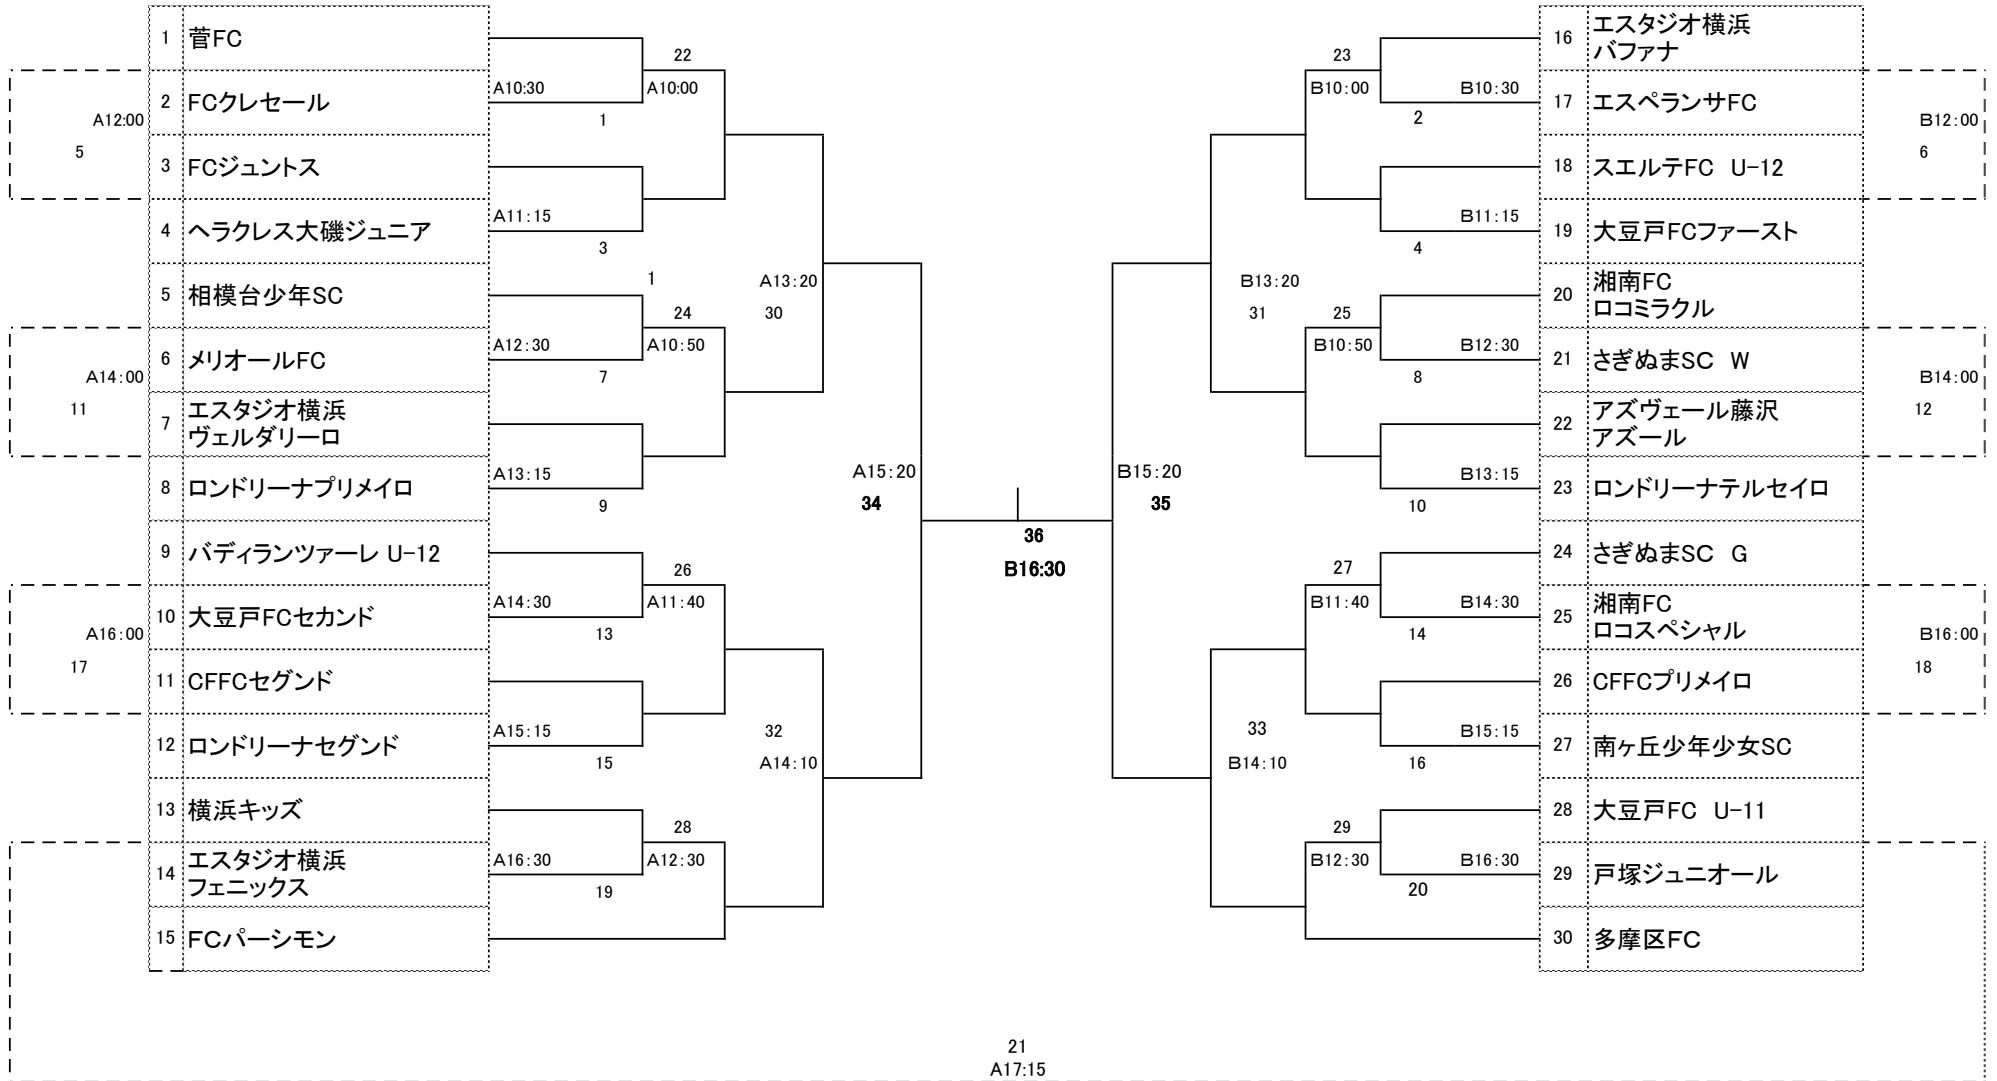 1 菅FC
2 FCクレセール
3 FCジュントス
4 ヘラクレス大磯ジュニア
5 相模台少年SC
6 メリオールFC
7 エスタジオ横浜
ヴェルダリーロ
8 ロンドリーナプリメイロ
9 バディランツァーレ U-12
10 大豆戸FCセカンド
11 CFFCセグンド
12 ロンドリーナセグンド
13 横浜キッズ
14 エスタジオ横浜
フェニックス
15 FCパーシモン
A12:00
5
A14:00
11
A16:00
17
A10:30
1
A11:15
3
1
A12:30
7
A13:15
9
A14:30
13
A15:15
15
A16:30
19
22
A10:00
24
A10:50
26
A11:40
28
A12:30
A13:20
30
32
A14:10
A15:20
34
36
B16:30
B15:20
35
B13:20
31
33
B14:10
23
B10:00
25
B10:50
27
B11:40
29
B12:30
B10:30
2
B11:15
4
B12:30
8
B13:15
10
B14:30
14
B15:15
16
B16:30
20
16 エスタジオ横浜
バファナ
17 エスペランサFC
18 スエルテFC U-12
19 大豆戸FCファースト
20 湘南FC
ロコミラクル
21 さぎぬまSC W
22 アズヴェール藤沢
アズール
23 ロンドリーナテルセイロ
24 さぎぬまSC G
25 湘南FC
ロコスペシャル
26 CFFCプリメイロ
27 南ヶ丘少年少女SC
28 大豆戸FC U-11
29 戸塚ジュニオール
30 多摩区FC
B12:00
6
B14:00
12
B16:00
18
21
A17:15